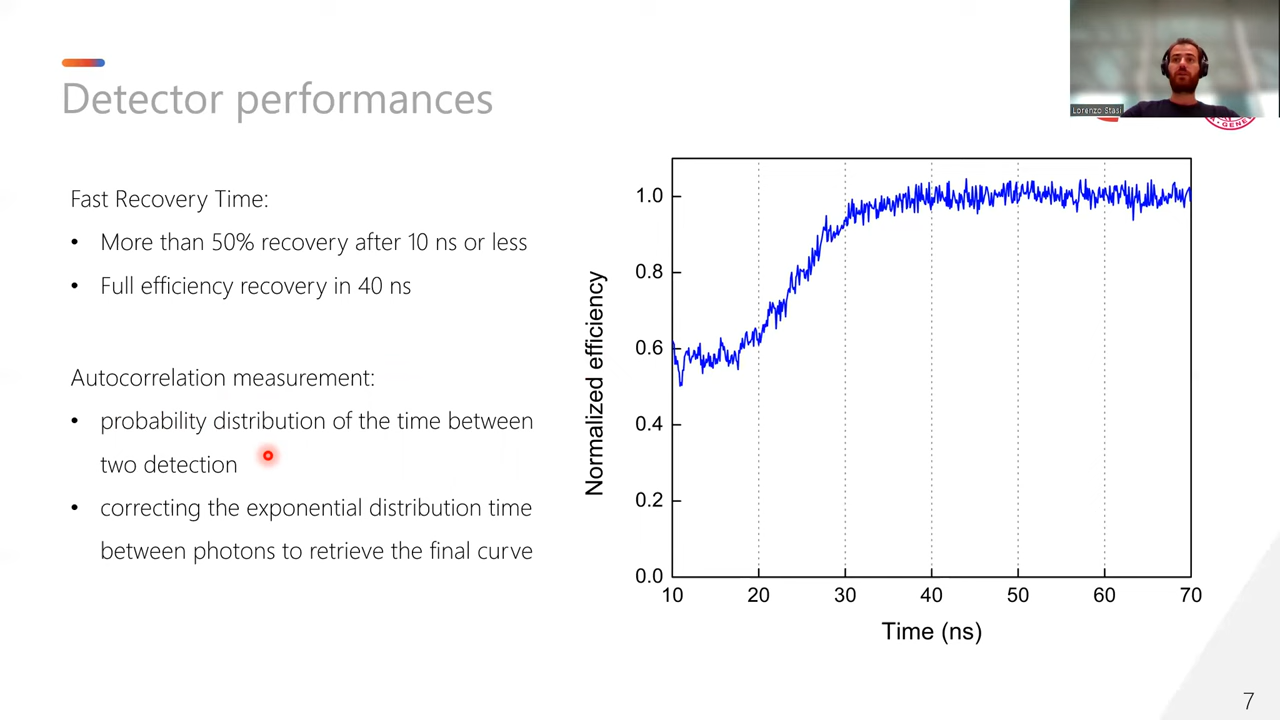 Detector performances
Lorenzo Stasi
GENE
Fast Recovery Time:
• More than 50% recovery after 10 ns or less
• Full efficiency recovery in 40 ns
Autocorrelation measurement:
• probability distribution of the time between
two detection
• correcting the exponential distribution time
between photons to retrieve the final curve
Normalized efficiency
1.0
0.8
0.6
0.4
0.2
0.0
10 20 30 40 50 60 70
Time (ns)
7